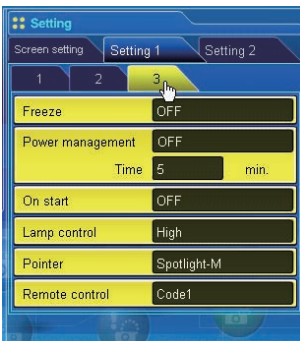 Setting
Screen setting Setting 1 Setting 2
1 2 3
Freeze OFF
Power management OFF
Time 5 min.
On start OFF
Lamp control High
Pointer Spotlight-M
Remote control Code1